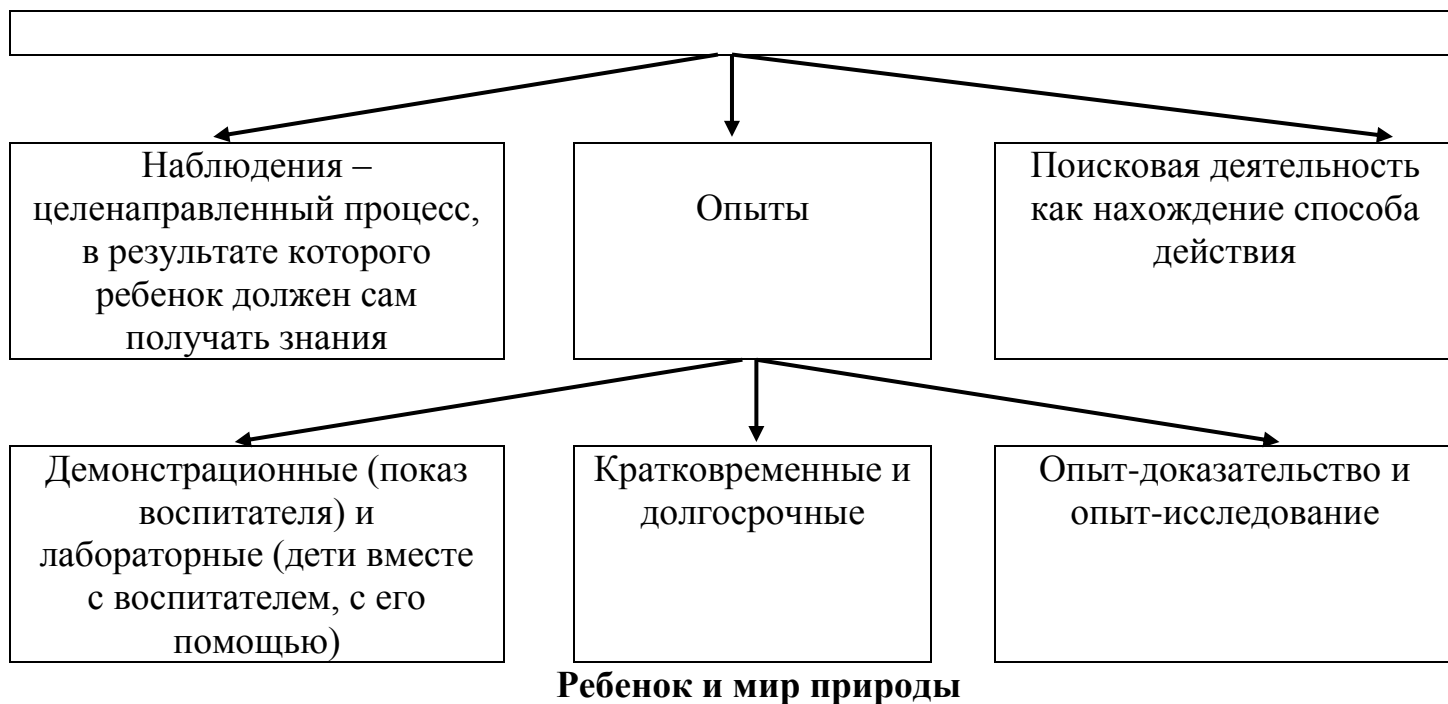 Наблюдения –
целенаправленный процесс,
в результате которого
ребенок должен сам
получать знания
Опыты
Поисковая деятельность
как нахождение способа
действия
Демонстрационные (показ
воспитателя) и
лабораторные (дети вместе
с воспитателем, с его
помощью)
Кратковременные и
долгосрочные
Опыт-доказательство и
опыт-исследование
Ребенок и мир природы